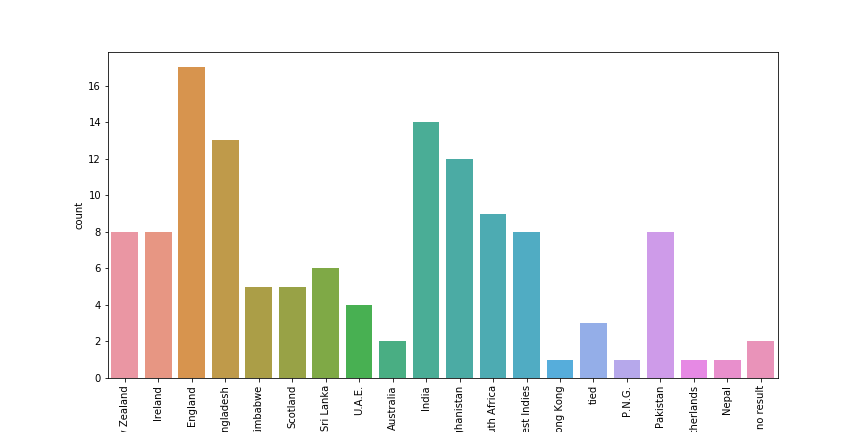 16
14
12
10
8
6
4
2
0
count
Zealand
Ireland
England
ngladesh
imbabwe
Scotland
Sri Lanka
U.A.E.
Australia
India
ghanistan
uth Africa
est Indies
ong Kong
tied
P.N.G.
Pakistan
therlands
Nepal
no result